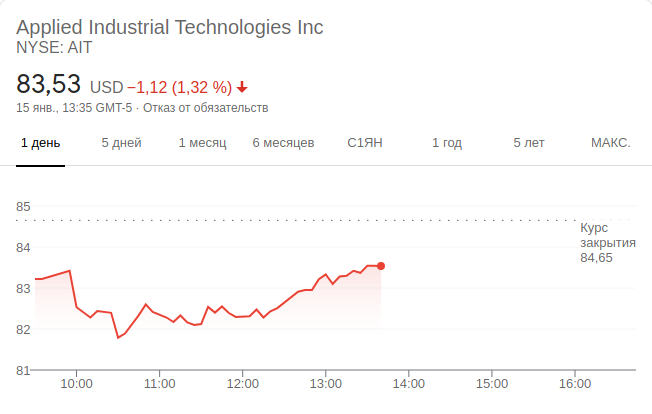 Applied Industrial Technologies Inc
NYSE: AIT
83,53 USD −1,12 (1,32 %)
15 янв., 13:35 GMT-5 · Отказ от обязательств
1 день 5 дней 1 месяц 6 месяцев С1ЯН 1 год 5 лет МАКС.
85
84
83
82
81
Курс
закрытия
84,65
10:00 11:00 12:00 13:00 14:00 15:00 16:00